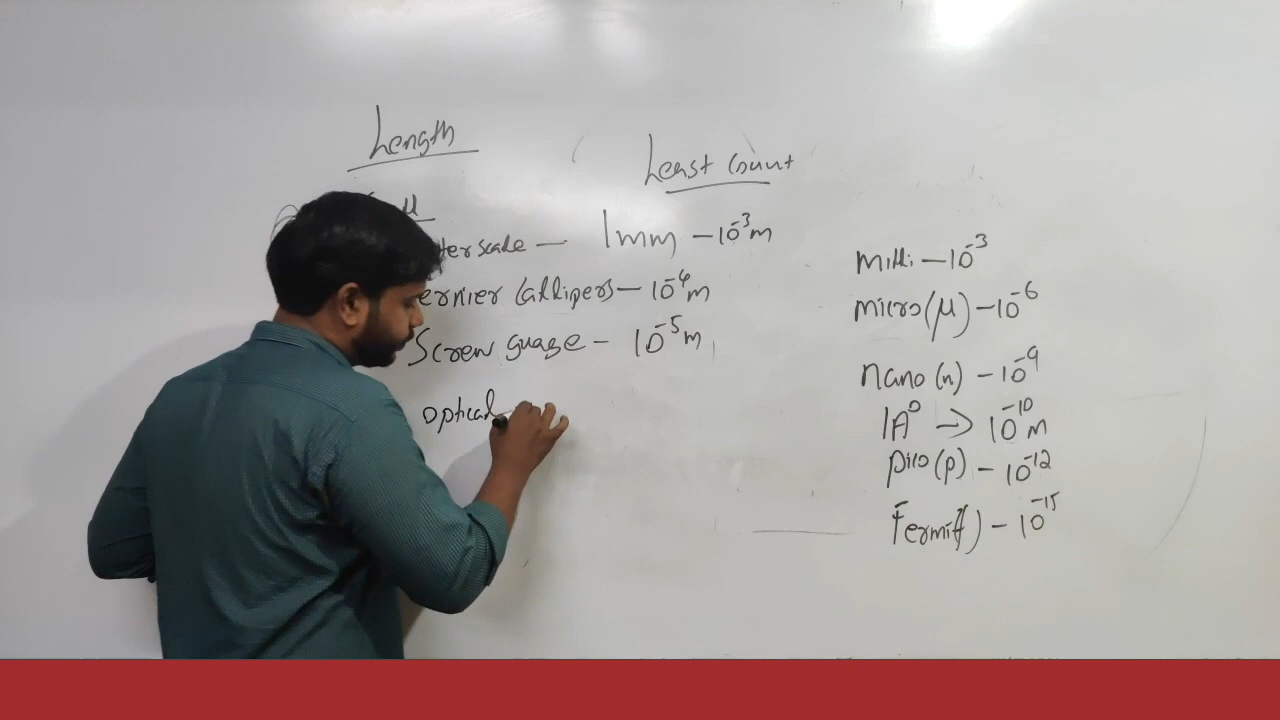 Length
Least Count
μ
ter scale — 1mm – 10⁻³m
ernier Callipers – 10⁻⁴m
Screw guage – 10⁻⁵m
optical
Milli – 10⁻³
Micro (μ) – 10⁻⁶
Nano (n) – 10⁻⁹
1A⁰ → 10⁻¹⁰m
pico (p) – 10⁻¹²
Fermi(f) – 10⁻¹⁵